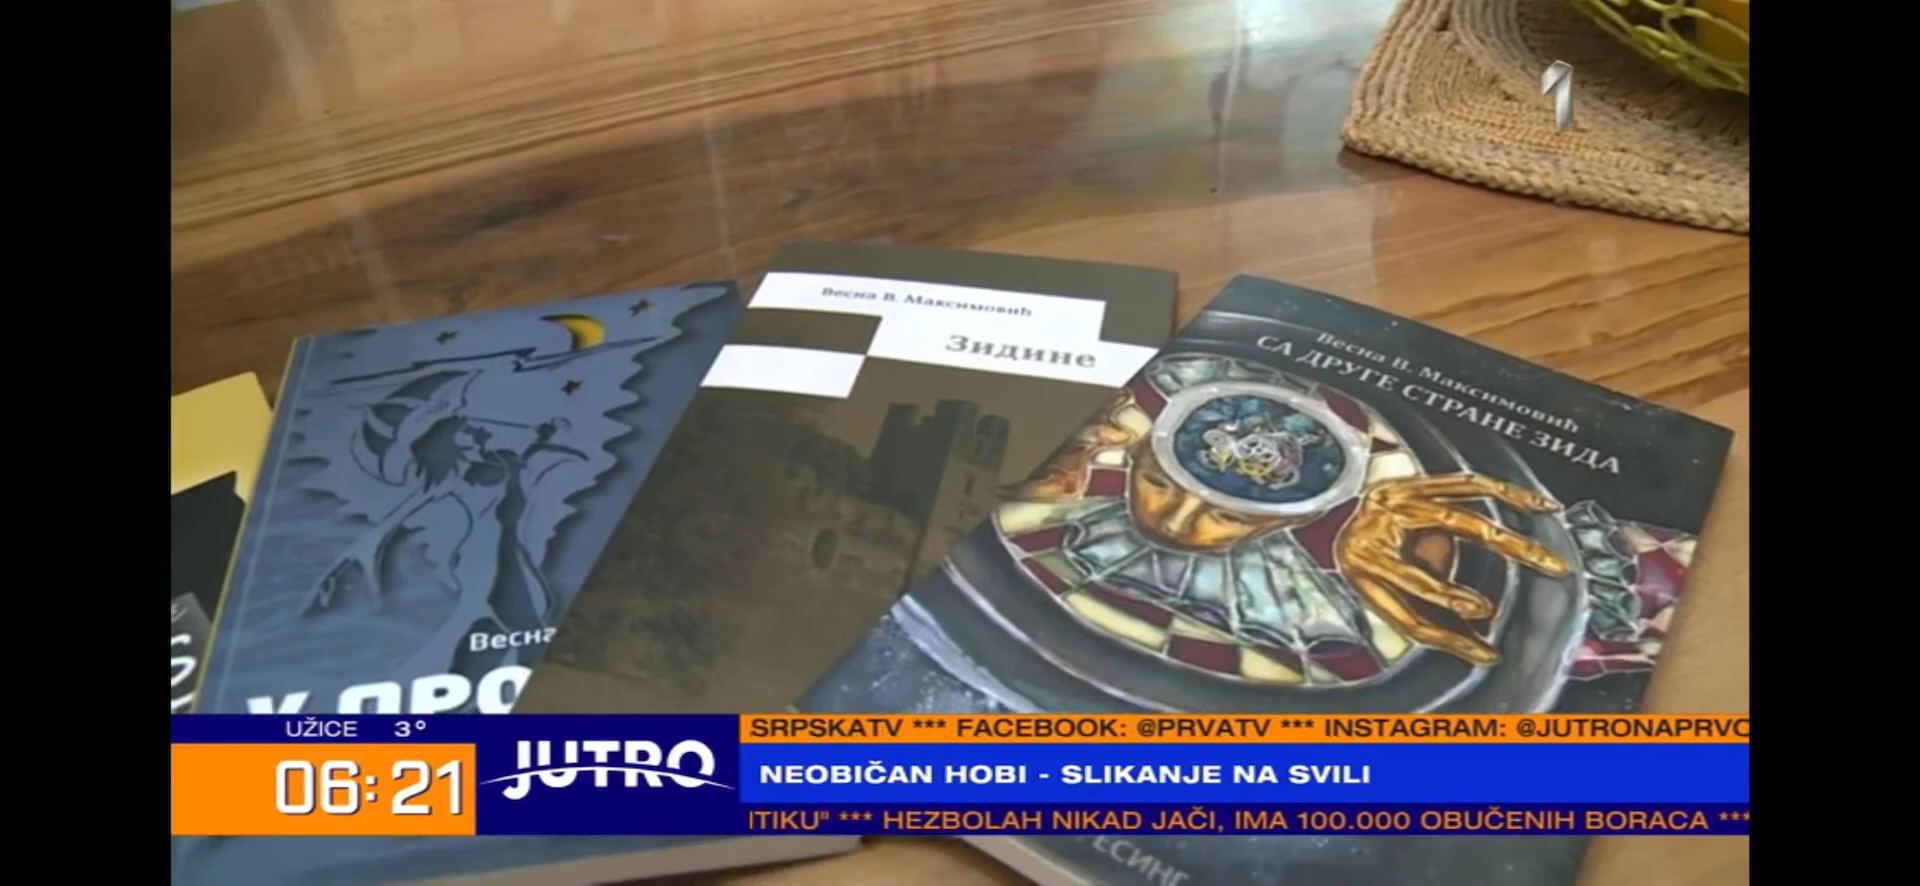 1
Весна В. Максимовић
Зидине
Весна В. Максимовић
СА ДРУГЕ СТРАНЕ ЗИДА
Весна
UŽICE 3°
06:21
JUTRO
SRPSKATV *** FACEBOOK: @PRVATV *** INSTAGRAM: @JUTRONAPRVO
NEOBIČAN HOBI - SLIKANJE NA SVILI
ITIKU" *** HEZBOLAH NIKAD JAČI, IMA 100.000 OBUČENIH BORACA ***